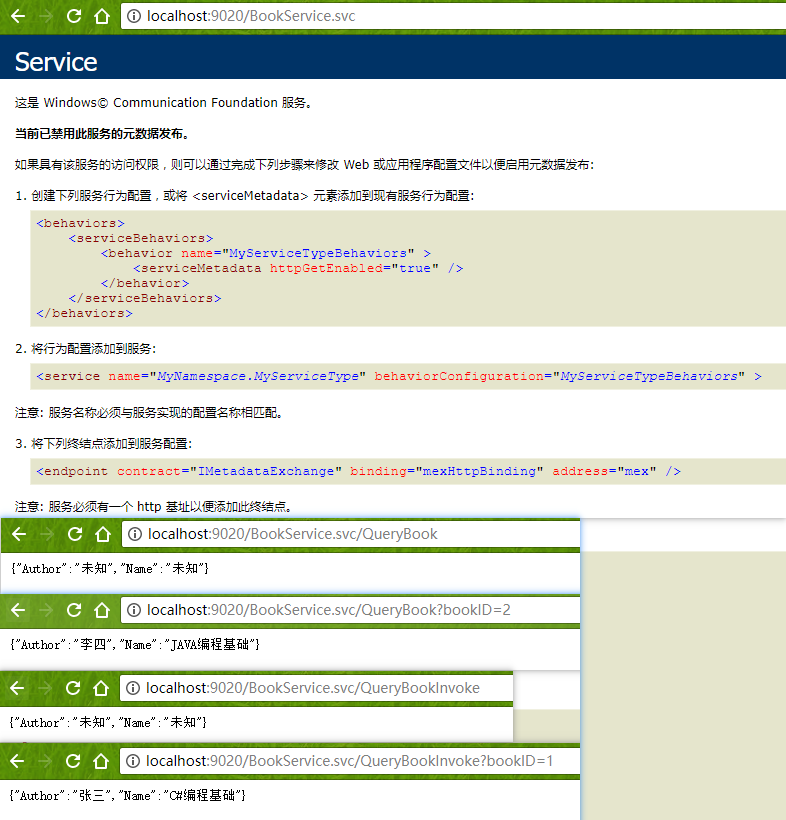 localhost:9020/BookService.svc
Service
这是 Windows© Communication Foundation 服务。
当前已禁用此服务的元数据发布。
如果具有该服务的访问权限，则可以通过完成下列步骤来修改 Web 或应用程序配置文件以便启用元数据发布:
1. 创建下列服务行为配置，或将 <serviceMetadata> 元素添加到现有服务行为配置:
<behaviors>
<serviceBehaviors>
<behavior name="MyServiceTypeBehaviors" >
<serviceMetadata httpGetEnabled="true" />
</behavior>
</serviceBehaviors>
</behaviors>
2. 将行为配置添加到服务:
<service name="MyNamespace.MyServiceType" behaviorConfiguration="MyServiceTypeBehaviors" >
注意: 服务名称必须与服务实现的配置名称相匹配。
3. 将下列终结点添加到服务配置:
<endpoint contract="IMetadataExchange" binding="mexHttpBinding" address="mex" />
注意: 服务必须有一个 http 基址以便添加此终结点。
localhost:9020/BookService.svc/QueryBook
{"Author":"未知","Name":"未知"}
localhost:9020/BookService.svc/QueryBook?bookID=2
{"Author":"李四","Name":"JAVA编程基础"}
localhost:9020/BookService.svc/QueryBookInvoke
{"Author":"未知","Name":"未知"}
localhost:9020/BookService.svc/QueryBookInvoke?bookID=1
{"Author":"张三","Name":"C#编程基础"}